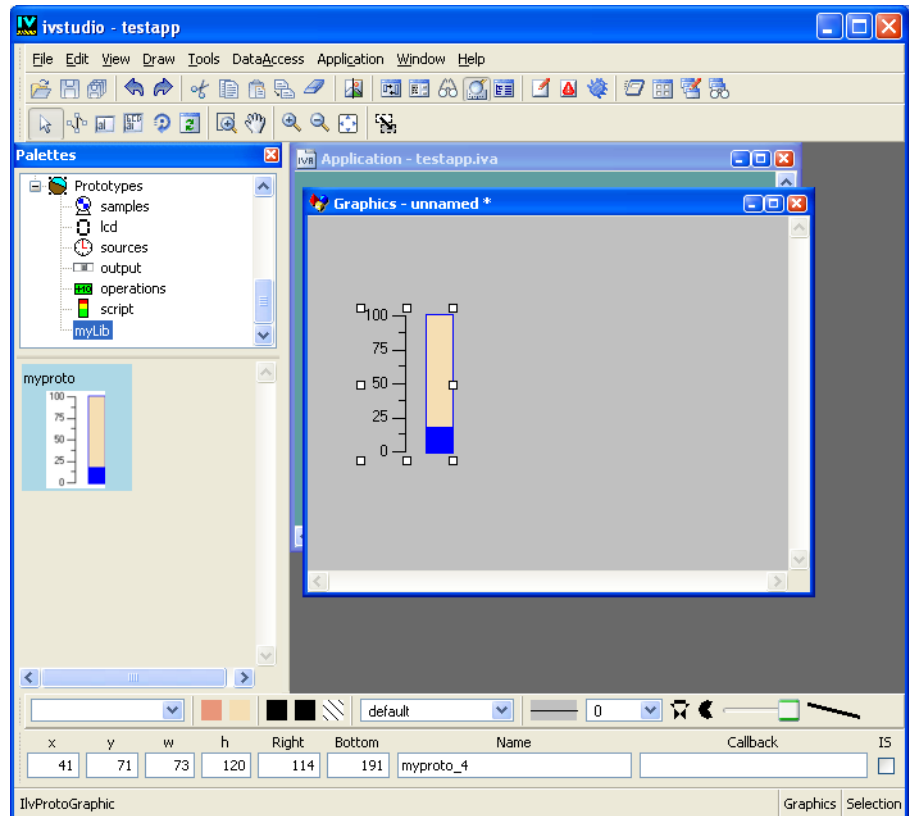 ivstudio - testapp
File Edit View Draw Tools DataAccess Application Window Help
Palettes
Prototypes
samples
lcd
sources
output
+10 operations
script
myLib
myproto
100
75
50
25
0
IVA Application - testapp.iva
Graphics - unnamed *
100
75
50
25
0
default 0
x y w h Right Bottom Name Callback IS
41 71 73 120 114 191 myproto_4
IlvProtoGraphic Graphics Selection